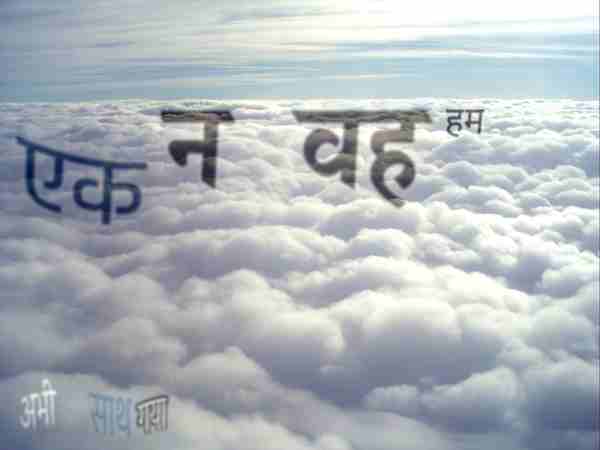 एक न वह हम
अभी साथ पाया